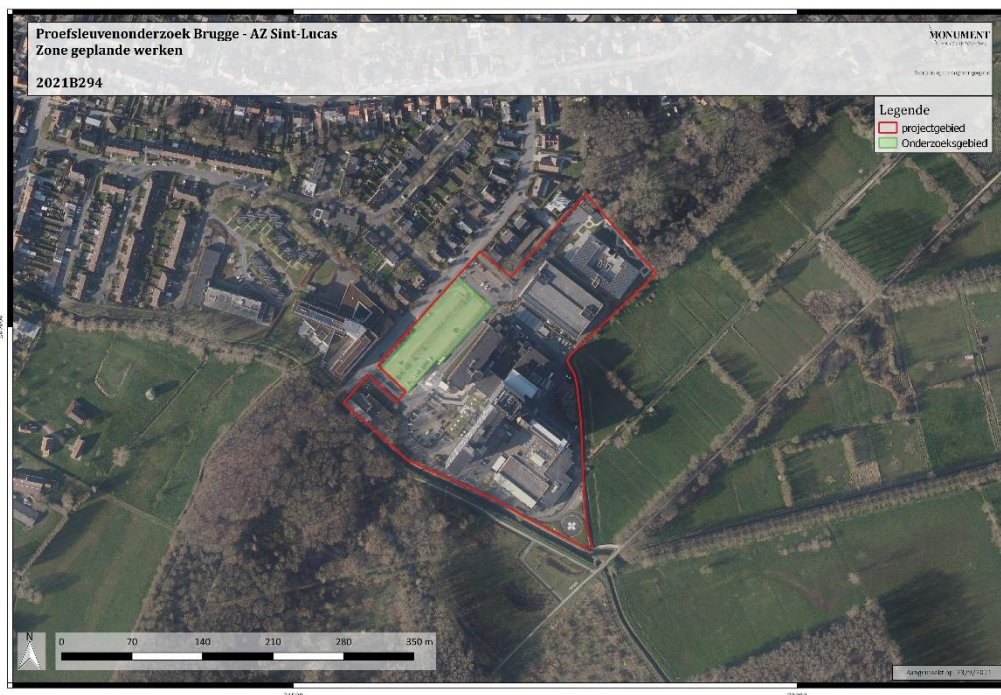 Proefsleuvenonderzoek Brugge - AZ Sint-Lucas
Zone geplande werken
2021B294
MONUMENT
Legende
projectgebied
Onderzoeksgebied
N
0 70 140 210 280 350 m